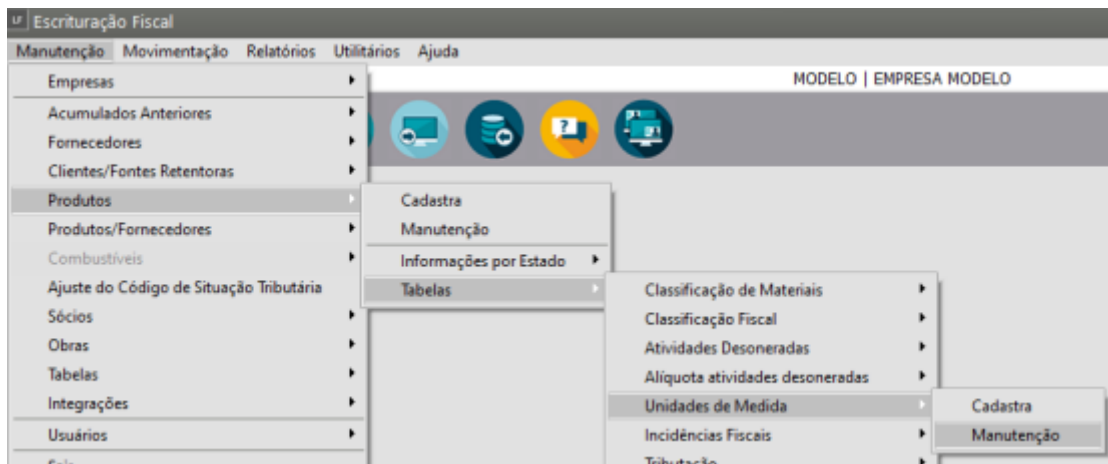 LF Escrituração Fiscal
Manutenção Movimentação Relatórios Utilitários Ajuda
Empresas
MODELO | EMPRESA MODELO
Acumulados Anteriores
Fornecedores
Clientes/Fontes Retentoras
Produtos
Produtos/Fornecedores
Combustíveis
Ajuste do Código de Situação Tributária
Sócios
Obras
Tabelas
Integrações
Usuários
Cadastra
Manutenção
Informações por Estado
Tabelas
Classificação de Materiais
Classificação Fiscal
Atividades Desoneradas
Alíquota atividades desoneradas
Unidades de Medida
Incidências Fiscais
Tributação
Cadastra
Manutenção